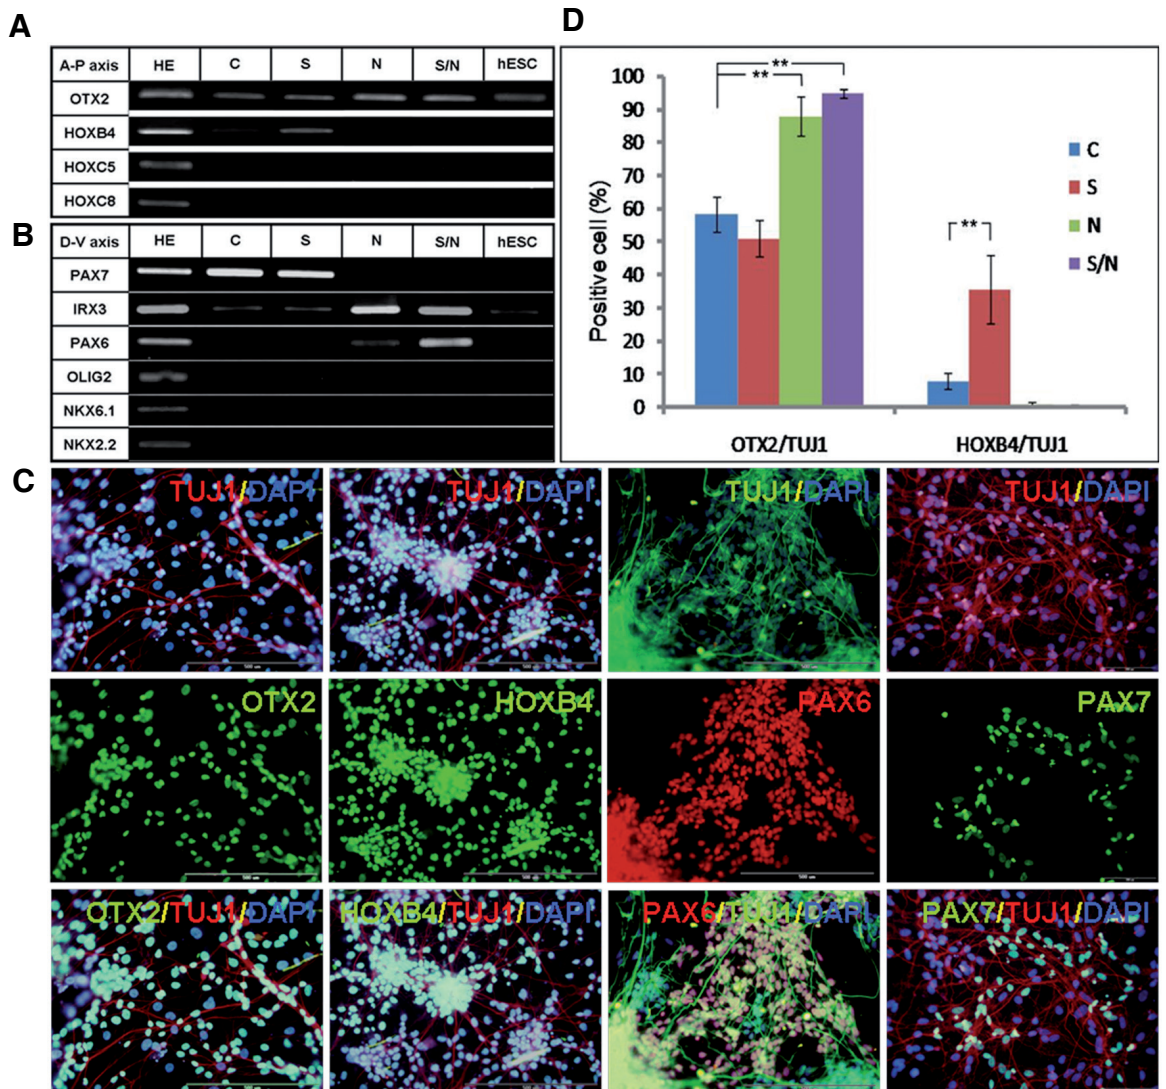 A
A-P axis HE C S N S/N hESC
OTX2
HOXB4
HOXC5
HOXC8
B
D-V axis HE C S N S/N hESC
PAX7
IRX3
PAX6
OLIG2
NKX6.1
NKX2.2
D
Positive cell (%)
100
90
80
70
60
50
40
30
20
10
0
**
**
**
C
S
N
S/N
OTX2/TUJ1 HOXB4/TUJ1
C
TUJ1/DAPI TUJ1/DAPI TUJ1/DAPI TUJ1/DAPI
OTX2 HOXB4 PAX6 PAX7
OTX2/TUJ1/DAPI HOXB4/TUJ1/DAPI PAX6/TUJ1/DAPI PAX7/TUJ1/DAPI